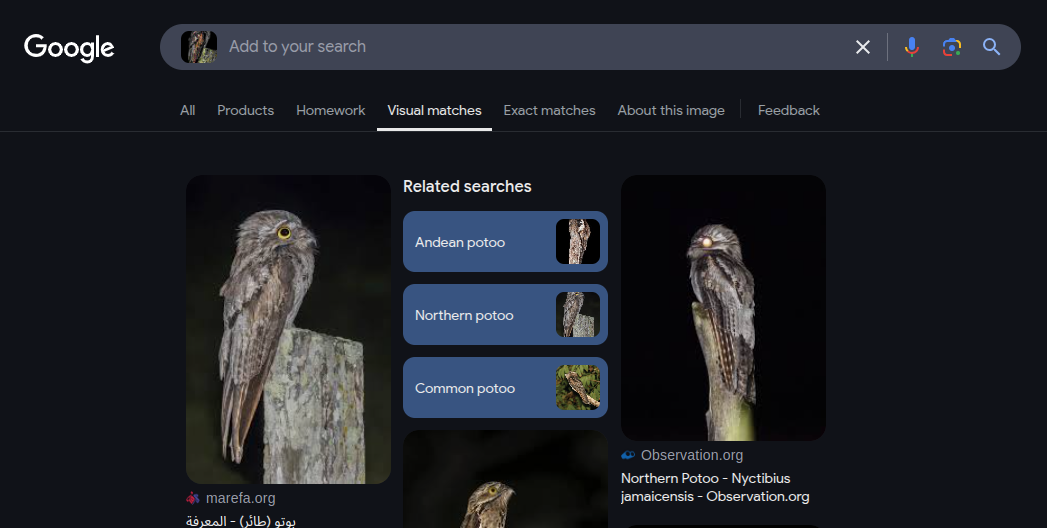 Google
Add to your search
All
Products
Homework
Visual matches
Exact matches
About this image
Feedback
marefa.org
بوتو (طائر) - المعرفة
Related searches
Andean potoo
Northern potoo
Common potoo
Observation.org
Northern Potoo - Nyctibius
jamaicensis - Observation.org